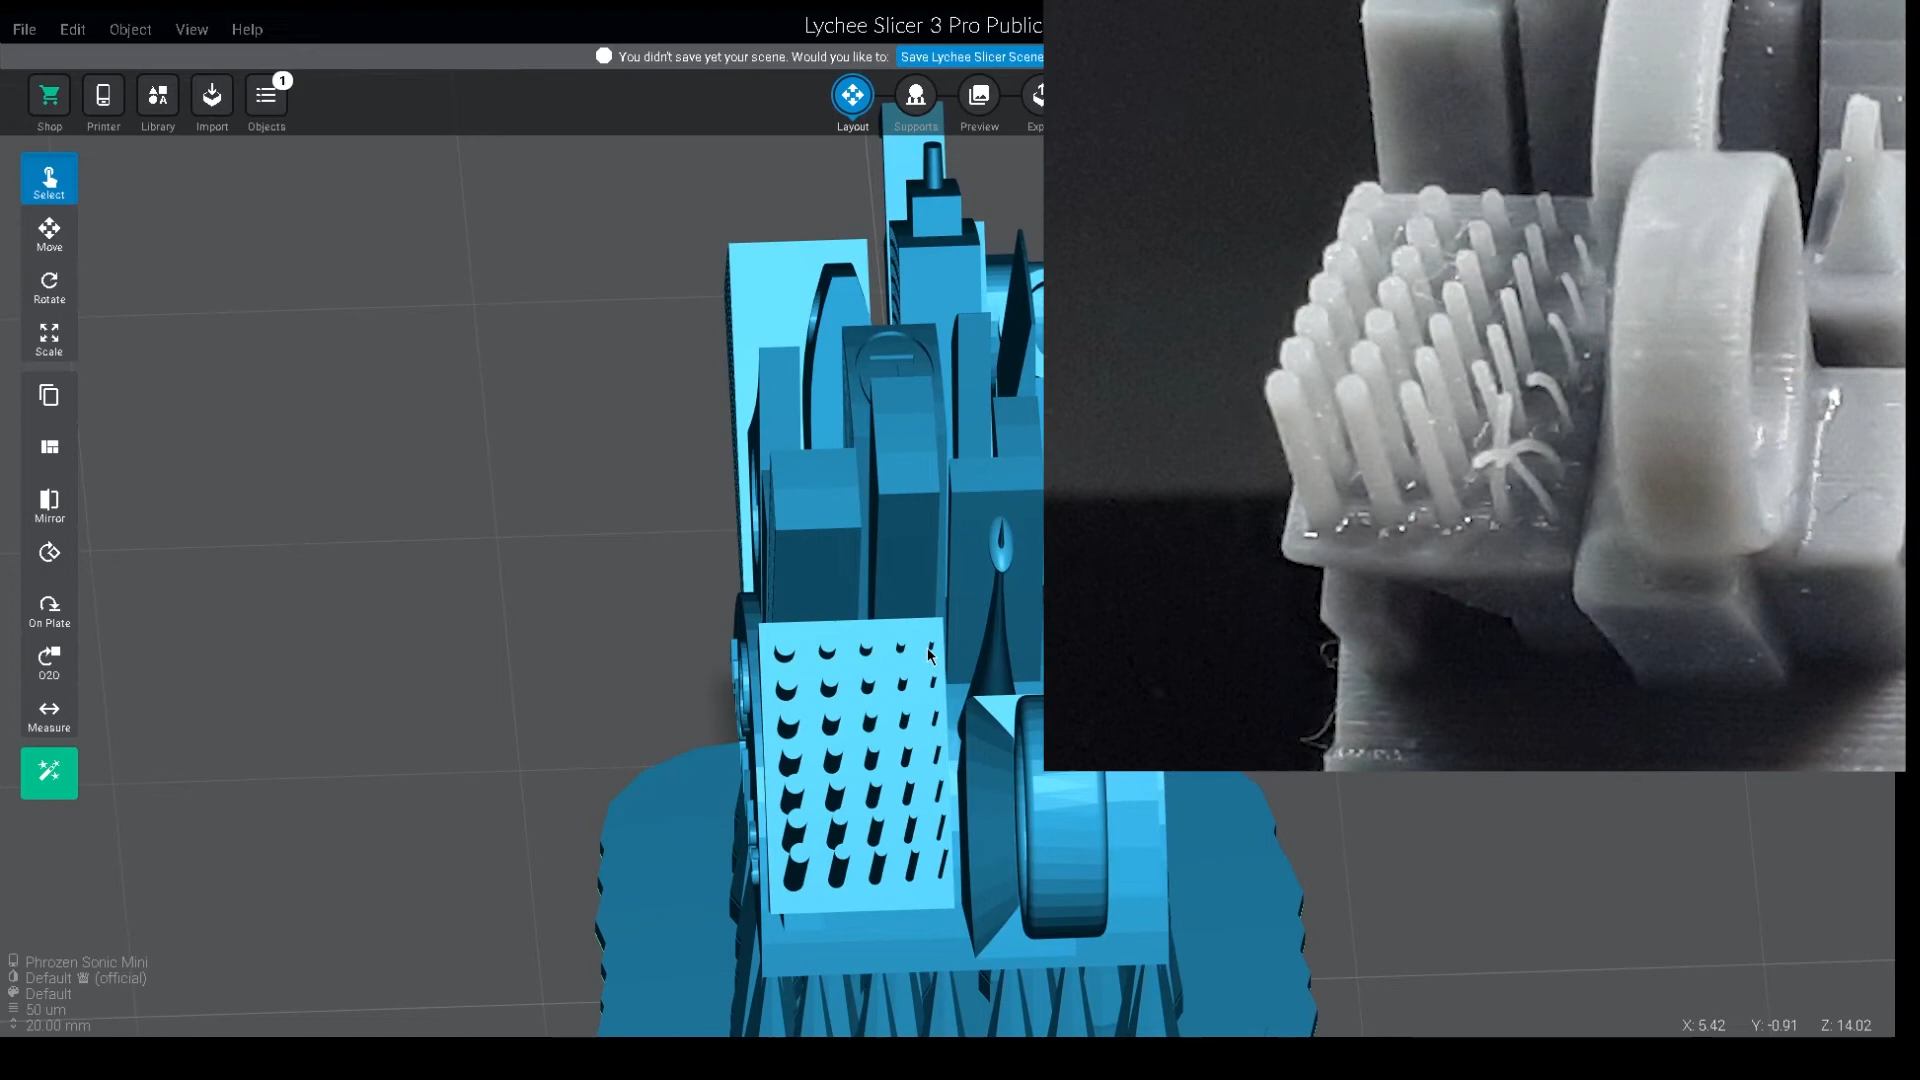 File Edit Object View Help
Lychee Slicer 3 Pro Public
You didn't save yet your scene. Would you like to: Save Lychee Slicer Scene
1
Shop Printer Library Import Objects
Layout Supports Preview Exp
Select
Move
Rotate
Scale
Mirror
On Plate
O2O
Measure
Phrozen Sonic Mini
Default (official)
Default
50 um
20.00 mm
X: 5.42 Y: -0.91 Z: 14.02